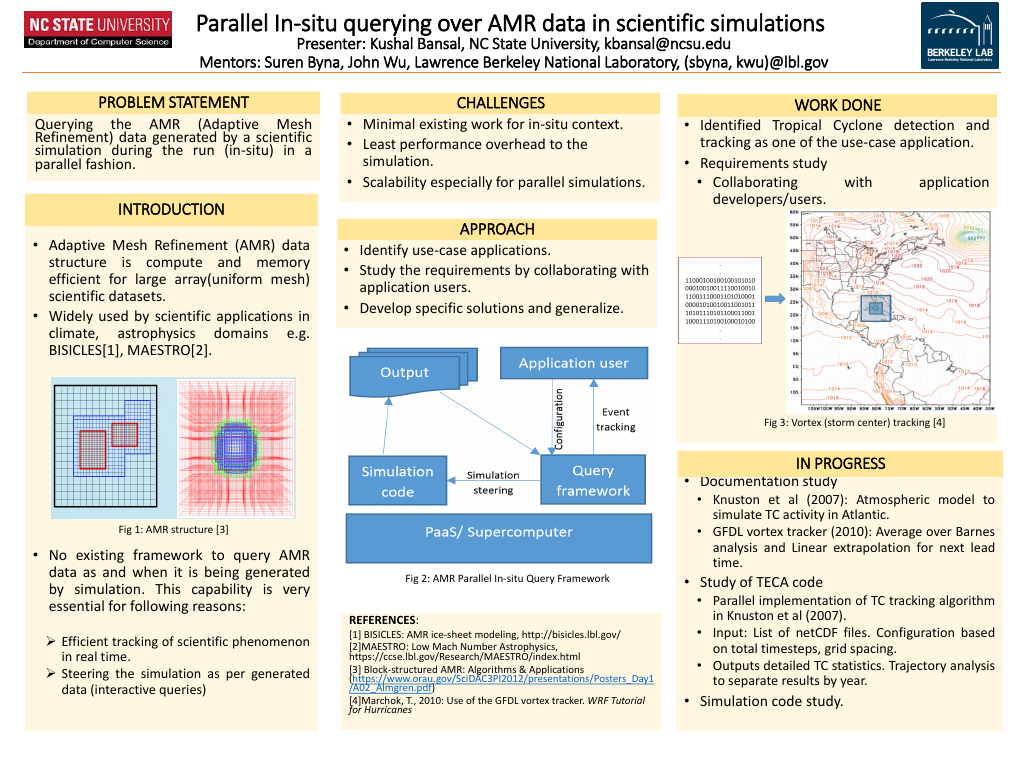 NC STATE UNIVERSITY
Department of Computer Science
Parallel In-situ querying over AMR data in scientific simulations
Presenter: Kushal Bansal, NC State University, kbansal@ncsu.edu
Mentors: Suren Byna, John Wu, Lawrence Berkeley National Laboratory, (sbyna, kwu)@lbl.gov
BERKELEY LAB
Lawrence Berkeley National Laboratory
PROBLEM STATEMENT
Querying the AMR (Adaptive Mesh
Refinement) data generated by a scientific
simulation during the run (in-situ) in a
parallel fashion.
INTRODUCTION
• Adaptive Mesh Refinement (AMR) data
structure is compute and memory
efficient for large array(uniform mesh)
scientific datasets.
• Widely used by scientific applications in
climate, astrophysics domains e.g.
BISICLES[1], MAESTRO[2].
Fig 1: AMR structure [3]
• No existing framework to query AMR
data as and when it is being generated
by simulation. This capability is very
essential for following reasons:
➢ Efficient tracking of scientific phenomenon
in real time.
➢ Steering the simulation as per generated
data (interactive queries)
CHALLENGES
• Minimal existing work for in-situ context.
• Least performance overhead to the
simulation.
• Scalability especially for parallel simulations.
APPROACH
• Identify use-case applications.
• Study the requirements by collaborating with
application users.
• Develop specific solutions and generalize.
Output
Application user
Configuration
Event
tracking
Simulation
code
Simulation
steering
Query
framework
PaaS/ Supercomputer
Fig 2: AMR Parallel In-situ Query Framework
REFERENCES:
[1] BISICLES: AMR ice-sheet modeling, http://bisicles.lbl.gov/
[2]MAESTRO: Low Mach Number Astrophysics,
https://ccse.lbl.gov/Research/MAESTRO/index.html
[3] Block-structured AMR: Algorithms & Applications
(https://www.orau.gov/SciDAC3PI2012/presentations/Posters_Day1
/A02_Almgren.pdf)
[4]Marchok, T., 2010: Use of the GFDL vortex tracker. WRF Tutorial
for Hurricanes
WORK DONE
• Identified Tropical Cyclone detection and
tracking as one of the use-case application.
• Requirements study
• Collaborating with application
developers/users.
60N
55N
50N
45N
40N
35N
30N
25N
20N
15N
10N
5N
EQ
5S
Fig 3: Vortex (storm center) tracking [4]
IN PROGRESS
• Documentation study
• Knuston et al (2007): Atmospheric model to
simulate TC activity in Atlantic.
• GFDL vortex tracker (2010): Average over Barnes
analysis and Linear extrapolation for next lead
time.
• Study of TECA code
• Parallel implementation of TC tracking algorithm
in Knuston et al (2007).
• Input: List of netCDF files. Configuration based
on total timesteps, grid spacing.
• Outputs detailed TC statistics. Trajectory analysis
to separate results by year.
• Simulation code study.